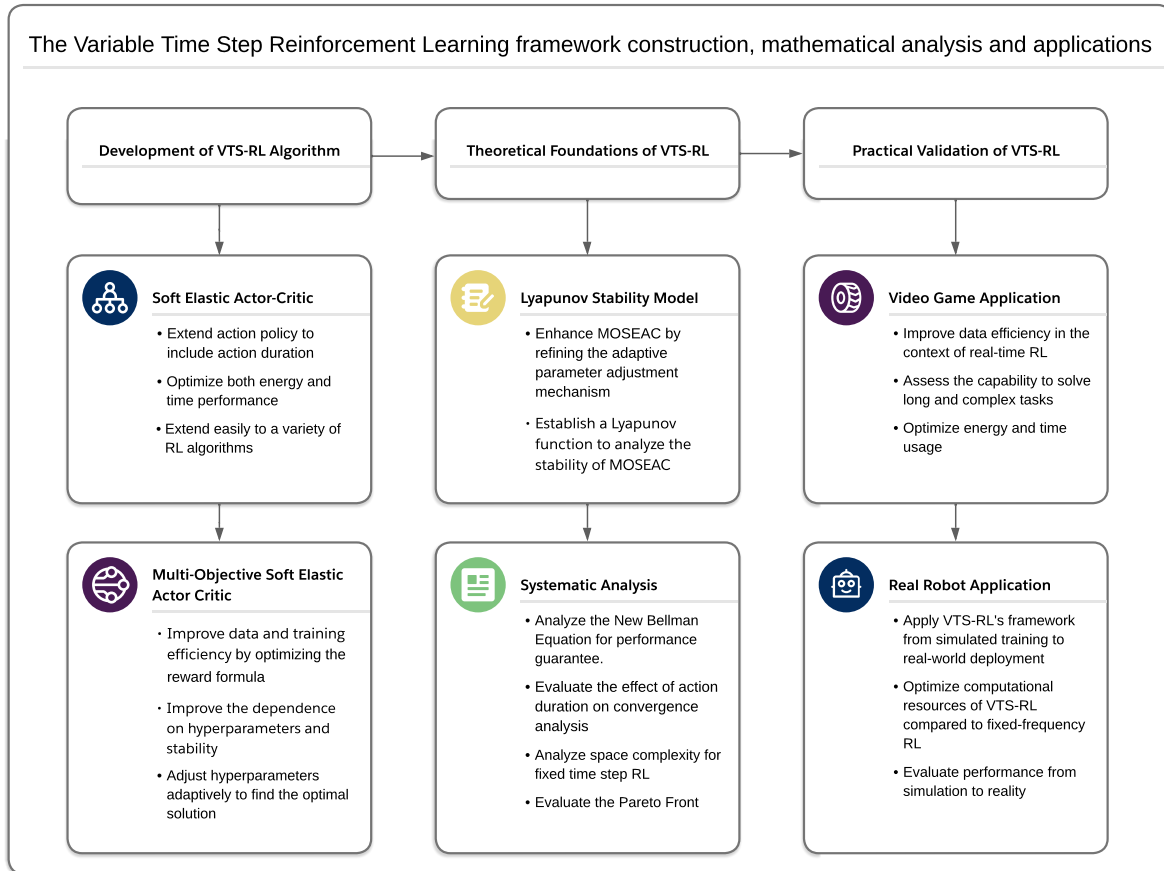 The Variable Time Step Reinforcement Learning framework construction, mathematical analysis and applications
Development of VTS-RL Algorithm
Theoretical Foundations of VTS-RL
Practical Validation of VTS-RL
Soft Elastic Actor-Critic
• Extend action policy to
include action duration
• Optimize both energy and
time performance
• Extend easily to a variety of
RL algorithms
Lyapunov Stability Model
• Enhance MOSEAC by
refining the adaptive
parameter adjustment
mechanism
• Establish a Lyapunov
function to analyze the
stability of MOSEAC
Video Game Application
• Improve data efficiency in the
context of real-time RL
• Assess the capability to solve
long and complex tasks
• Optimize energy and time
usage
Multi-Objective Soft Elastic
Actor Critic
• Improve data and training
efficiency by optimizing the
reward formula
• Improve the dependence
on hyperparameters and
stability
• Adjust hyperparameters
adaptively to find the optimal
solution
Systematic Analysis
• Analyze the New Bellman
Equation for performance
guarantee.
• Evaluate the effect of action
duration on convergence
analysis
• Analyze space complexity for
fixed time step RL
• Evaluate the Pareto Front
Real Robot Application
• Apply VTS-RL's framework
from simulated training to
real-world deployment
• Optimize computational
resources of VTS-RL
compared to fixed-frequency
RL
• Evaluate performance from
simulation to reality